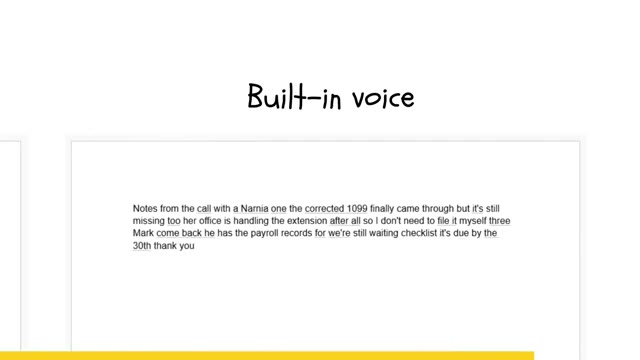 Built-in voice
Notes from the call with a Narnia one the corrected 1099 finally came through but it's still
missing too her office is handling the extension after all so I don't need to file it myself three
Mark come back he has the payroll records for we're still waiting checklist it's due by the
30th thank you